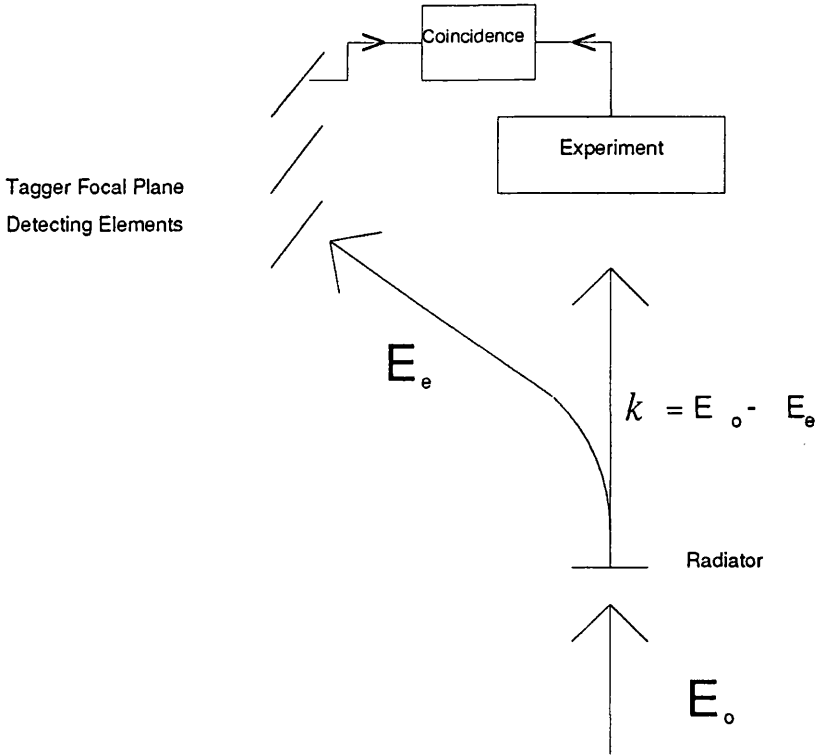 Coincidence
Experiment
Tagger Focal Plane
Detecting Elements
E e
k = E o - E e
Radiator
E o